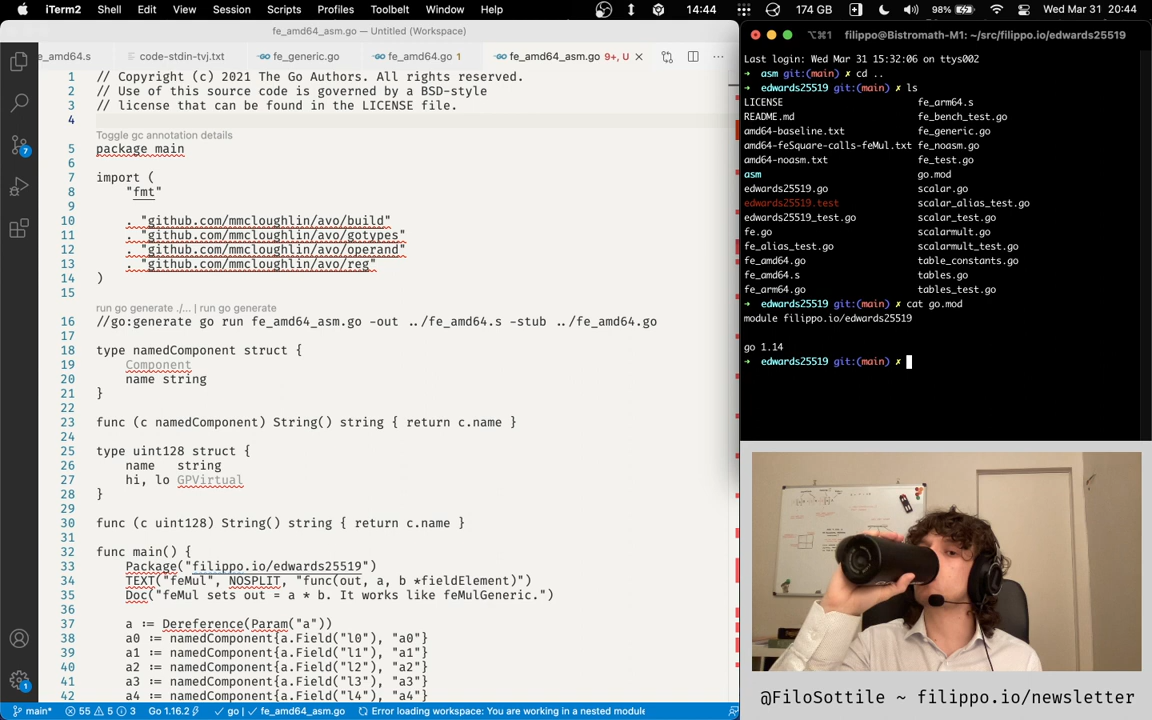 iTerm2 Shell Edit View Session Scripts Profiles Toolbelt Window Help 14:44 174 GB 98% Wed Mar 31 20:44
fe_amd64_asm.go — Untitled (Workspace)
fe_amd64.s code-stdin-tvj.txt fe_generic.go fe_amd64.go 1 fe_amd64_asm.go 9+, U
1 // Copyright (c) 2021 The Go Authors. All rights reserved.
2 // Use of this source code is governed by a BSD-style
3 // license that can be found in the LICENSE file.
4
Toggle gc annotation details
5 package main
6
7 import (
8 "fmt"
9
10 . "github.com/mmcloughlin/avo/build"
11 . "github.com/mmcloughlin/avo/gotypes"
12 . "github.com/mmcloughlin/avo/operand"
13 . "github.com/mmcloughlin/avo/reg"
14 )
15
run go generate ./... | run go generate
16 //go:generate go run fe_amd64_asm.go -out ../fe_amd64.s -stub ../fe_amd64.go
17
18 type namedComponent struct {
19 Component
20 name string
21 }
22
23 func (c namedComponent) String() string { return c.name }
24
25 type uint128 struct {
26 name string
27 hi, lo GPVirtual
28 }
29
30 func (c uint128) String() string { return c.name }
31
32 func main() {
33 Package("filippo.io/edwards25519")
34 TEXT("feMul", NOSPLIT, "func(out, a, b *fieldElement)")
35 Doc("feMul sets out = a * b. It works like feMulGeneric.")
36
37 a := Dereference(Param("a"))
38 a0 := namedComponent{a.Field("l0"), "a0"}
39 a1 := namedComponent{a.Field("l1"), "a1"}
40 a2 := namedComponent{a.Field("l2"), "a2"}
41 a3 := namedComponent{a.Field("l3"), "a3"}
42 a4 := namedComponent{a.Field("l4"), "a4"}
7
1
main* 55 5 3 Go 1.16.2 go | fe_amd64_asm.go Error loading workspace: You are working in a nested module
⌥⌘1 filippo@Bistromath-M1: ~/src/filippo.io/edwards25519
Last login: Wed Mar 31 15:32:06 on ttys002
➜ asm git:(main) ✗ cd ..
➜ edwards25519 git:(main) ✗ ls
LICENSE fe_arm64.s
README.md fe_bench_test.go
amd64-baseline.txt fe_generic.go
amd64-feSquare-calls-feMul.txt fe_noasm.go
amd64-noasm.txt fe_test.go
asm go.mod
edwards25519.go scalar.go
edwards25519.test scalar_alias_test.go
edwards25519_test.go scalar_test.go
fe.go scalarmult.go
fe_alias_test.go scalarmult_test.go
fe_amd64.go table_constants.go
fe_amd64.s tables.go
fe_arm64.go tables_test.go
➜ edwards25519 git:(main) ✗ cat go.mod
module filippo.io/edwards25519

go 1.14
➜ edwards25519 git:(main) ✗
@FiloSottile ~ filippo.io/newsletter